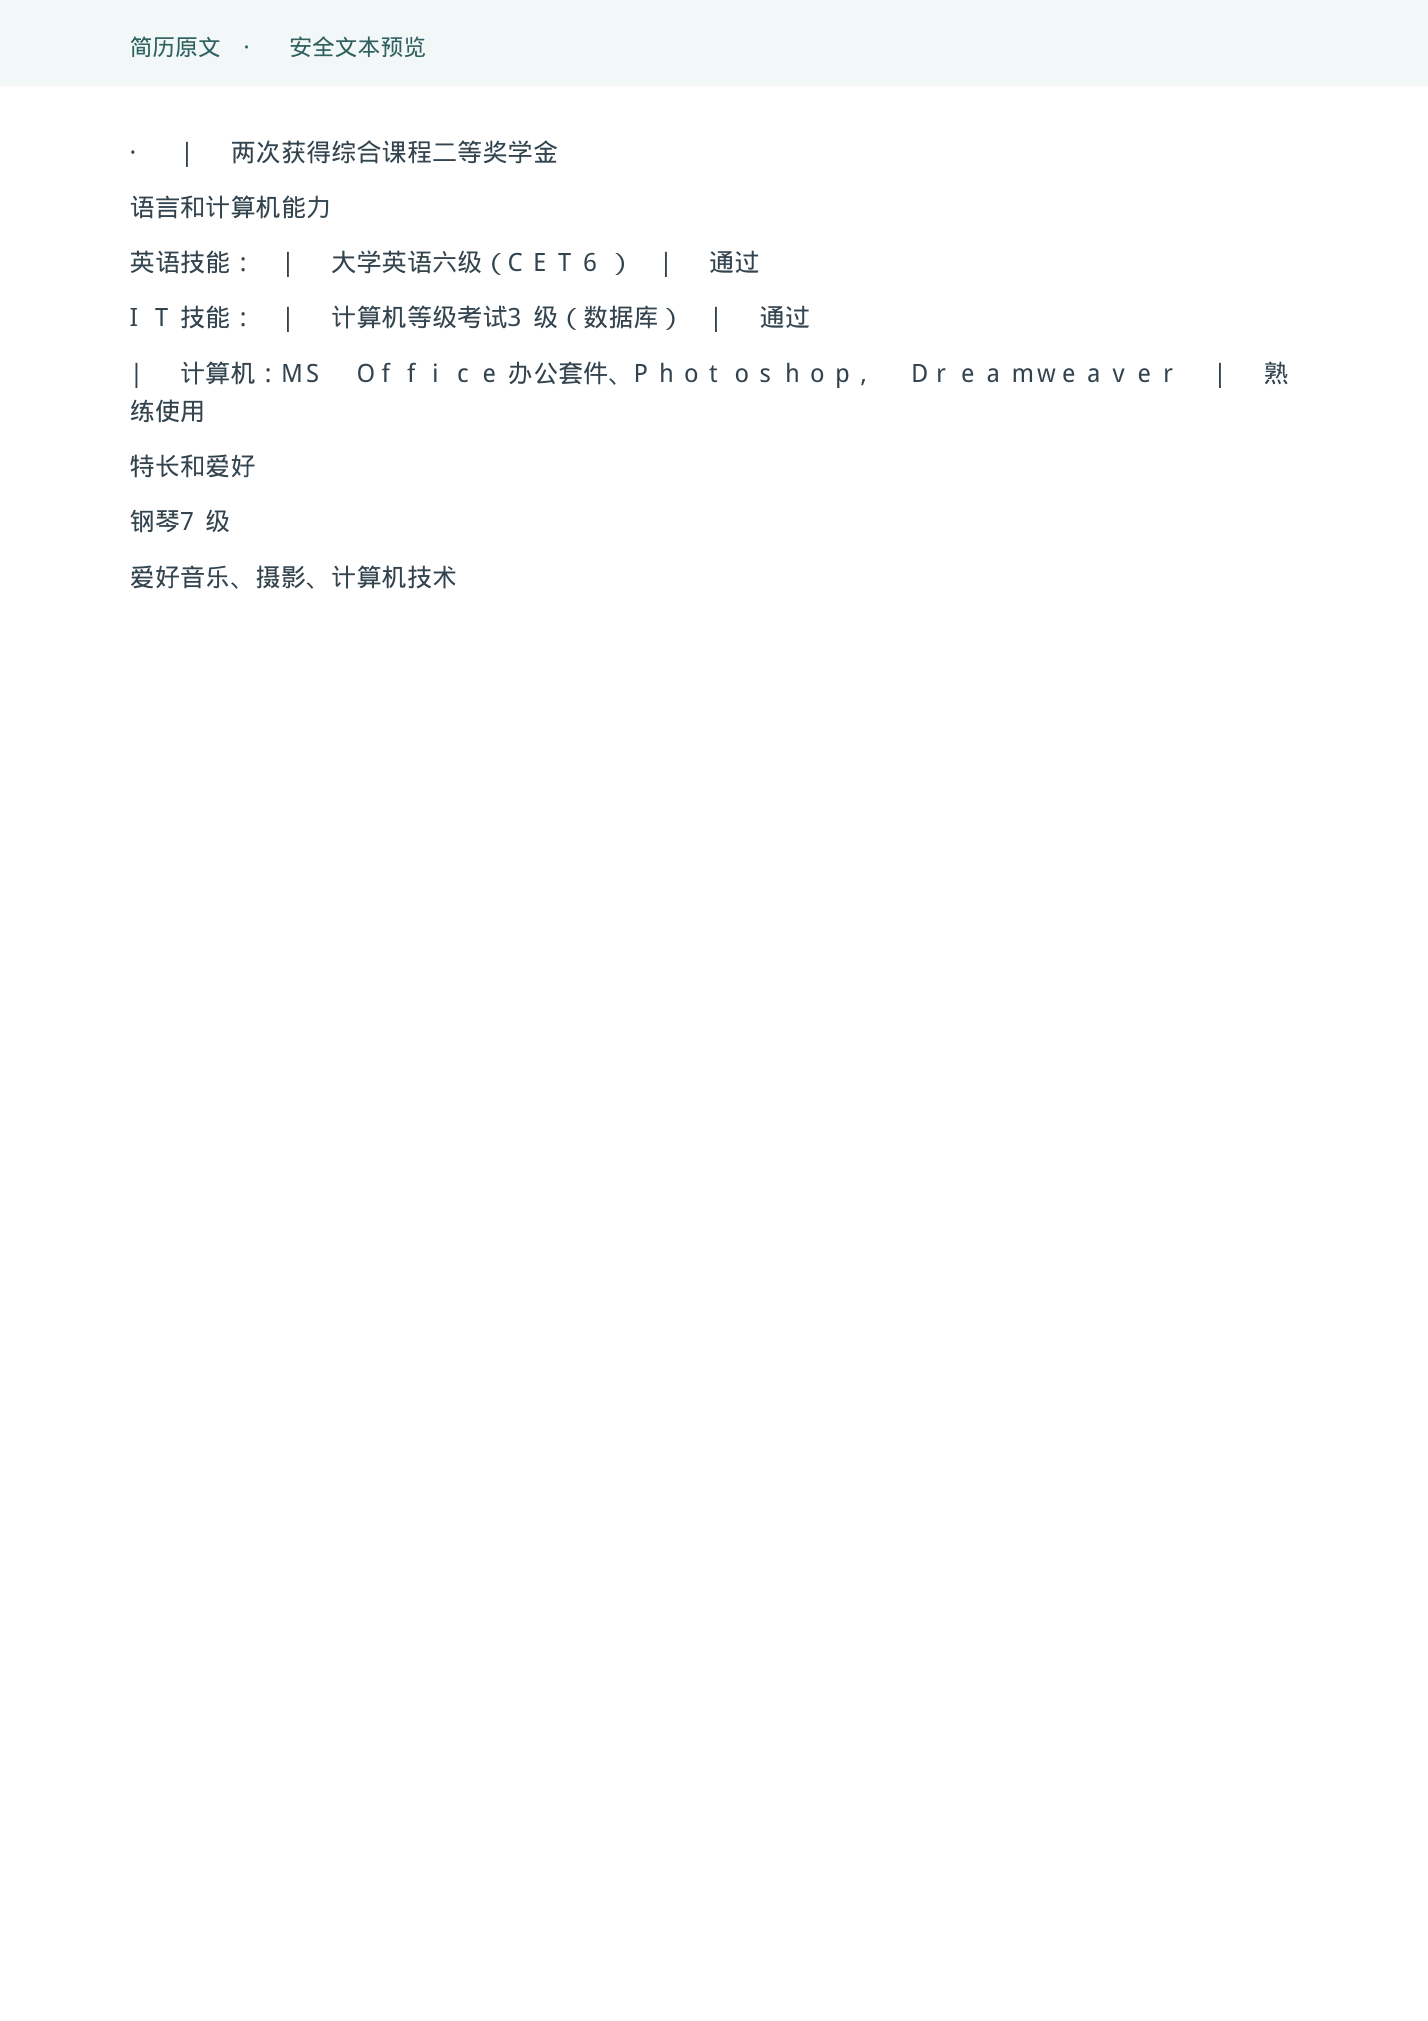 简历原文 · 安全文本预览
· | 两次获得综合课程二等奖学金
语言和计算机能力
英语技能： | 大学英语六级（CET6） | 通过
IT技能： | 计算机等级考试3级（数据库） | 通过
| 计算机：MS Office办公套件、Photoshop, Dreamweaver | 熟
练使用
特长和爱好
钢琴7级
爱好音乐、摄影、计算机技术